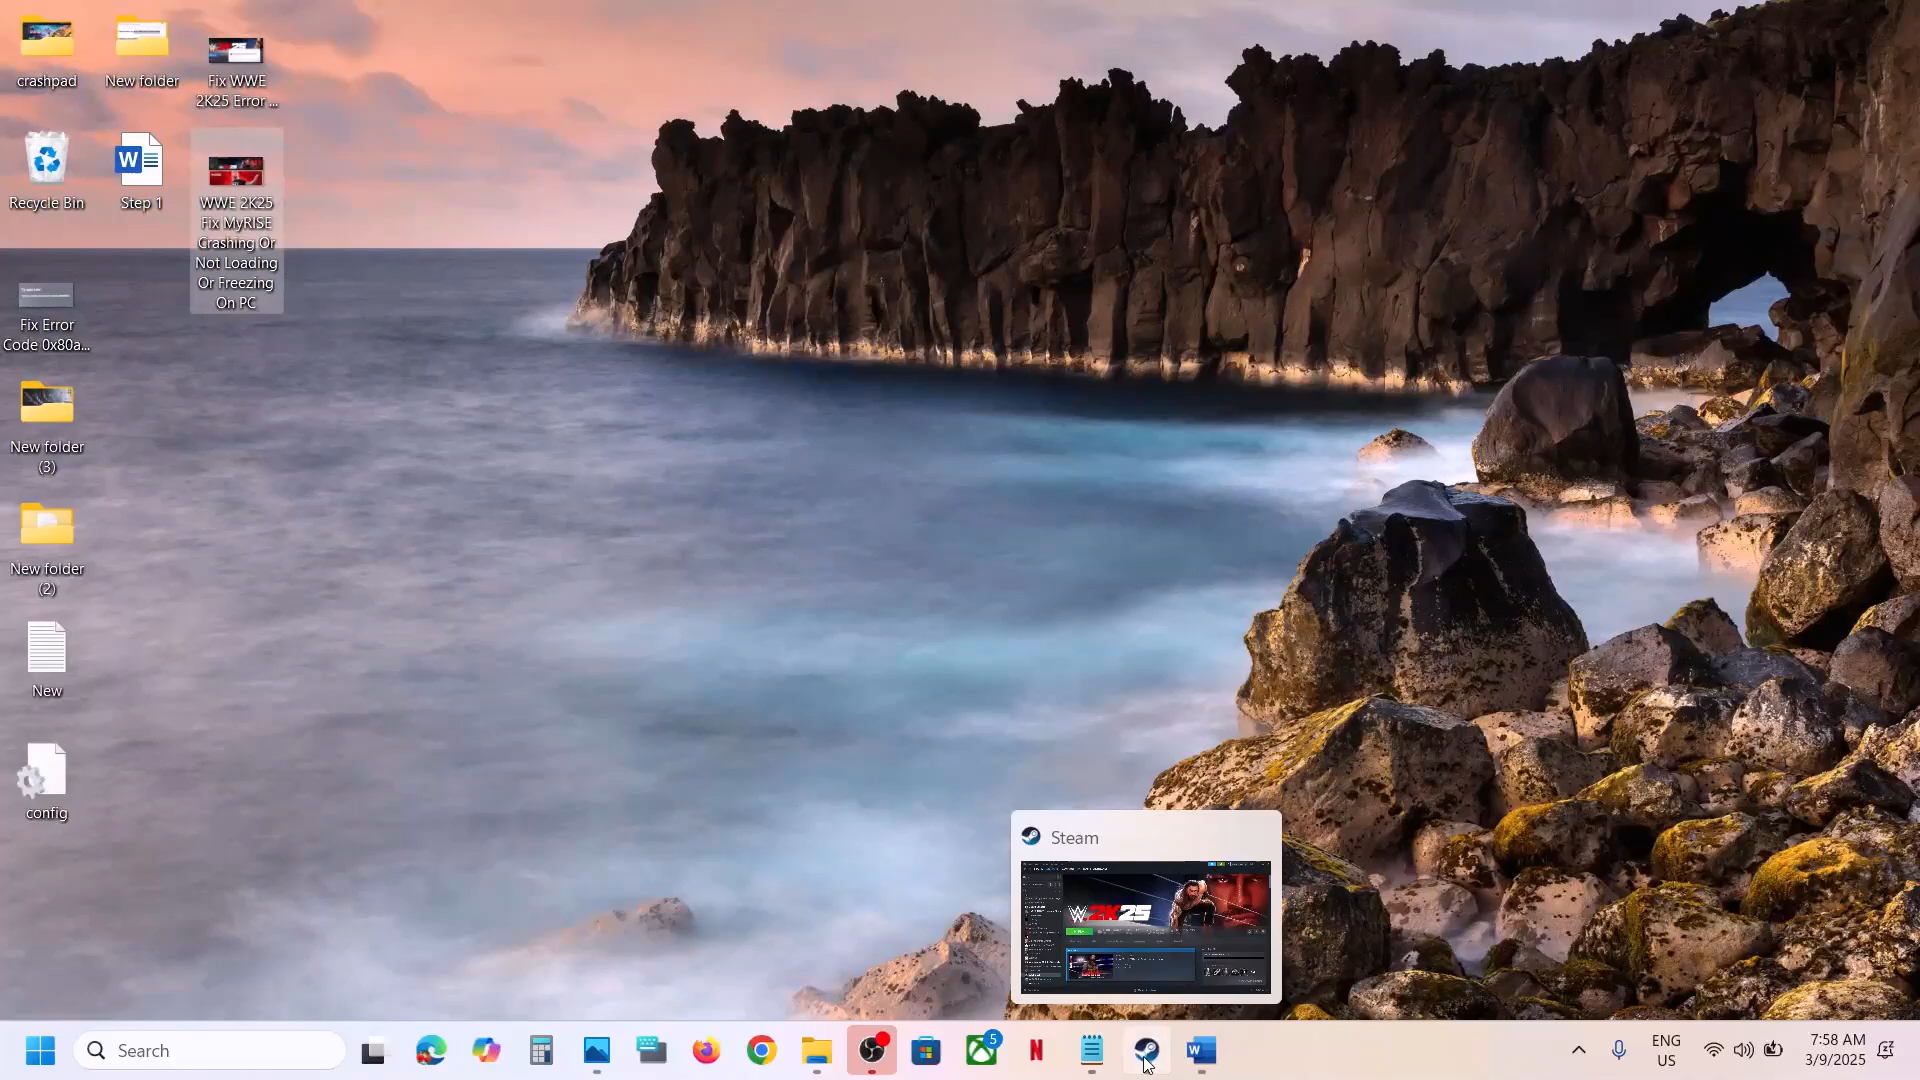 crashpad
New folder
Fix WWE
2K25 Error ...
Recycle Bin
Step 1
WWE 2K25
Fix MyRISE
Crashing Or
Not Loading
Or Freezing
On PC
Fix Error
Code 0x80a...
New folder
(3)
New folder
(2)
New
config
Steam
2K25
Search
5
ENG
US
7:58 AM
3/9/2025